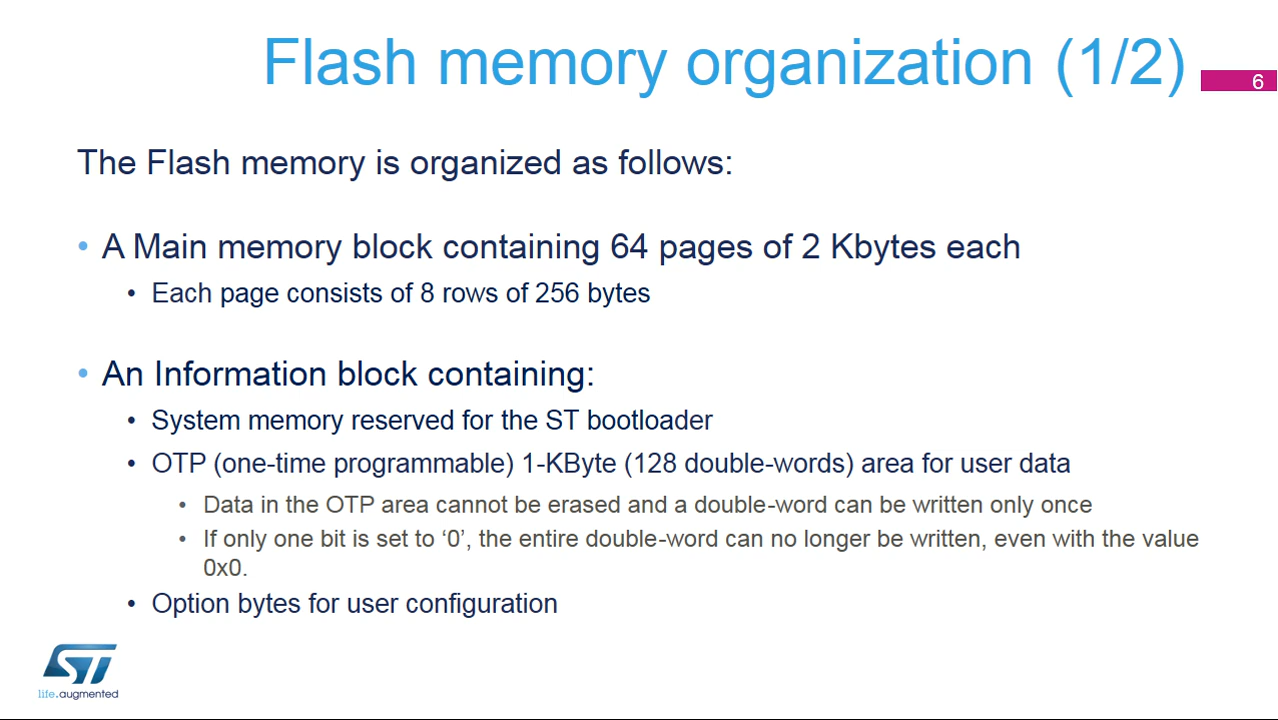 Flash memory organization (1/2)
6
The Flash memory is organized as follows:
• A Main memory block containing 64 pages of 2 Kbytes each
• Each page consists of 8 rows of 256 bytes
• An Information block containing:
• System memory reserved for the ST bootloader
• OTP (one-time programmable) 1-KByte (128 double-words) area for user data
• Data in the OTP area cannot be erased and a double-word can be written only once
• If only one bit is set to ‘0’, the entire double-word can no longer be written, even with the value
0x0.
• Option bytes for user configuration
ST
life.augmented